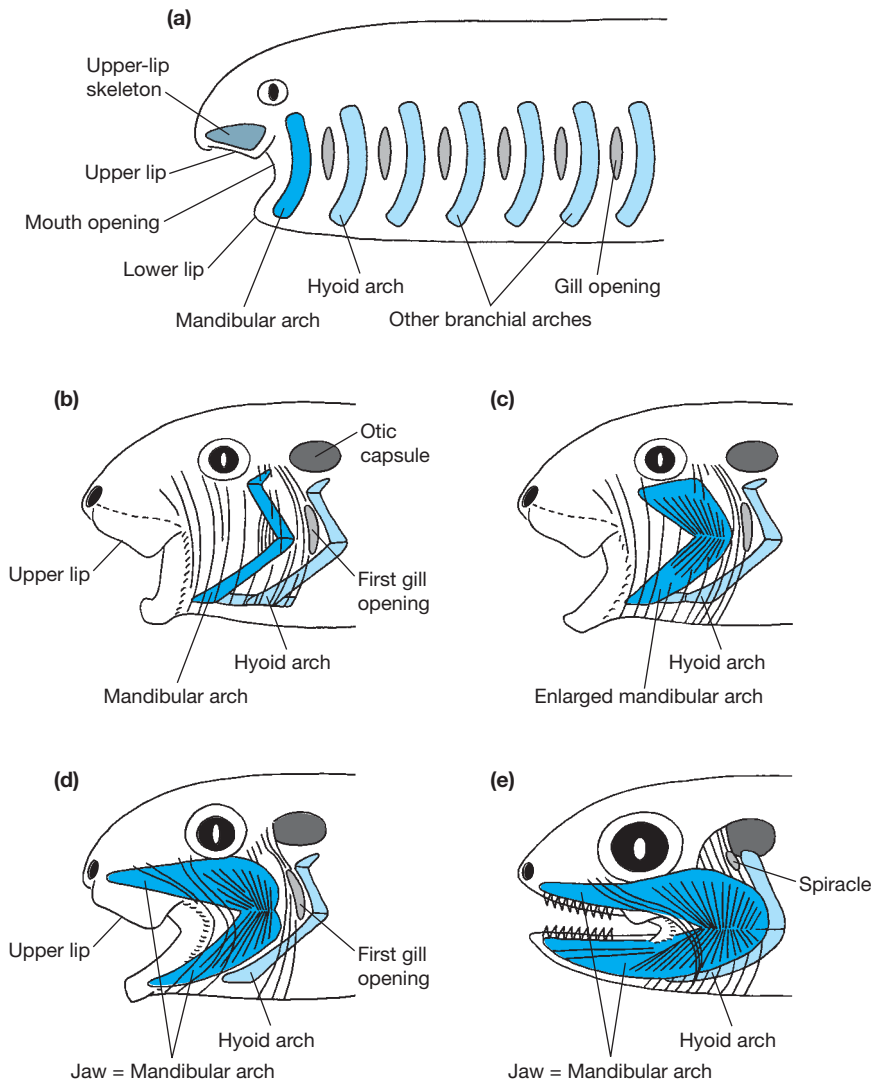 (a)
Upper-lip
skeleton
Upper lip
Mouth opening
Lower lip
Mandibular arch
Hyoid arch
Other branchial arches
Gill opening
(b)
Otic
capsule
Upper lip
First gill
opening
Hyoid arch
Mandibular arch
(c)
Hyoid arch
Enlarged mandibular arch
(d)
Upper lip
First gill
opening
Hyoid arch
Jaw = Mandibular arch
(e)
Spiracle
Hyoid arch
Jaw = Mandibular arch